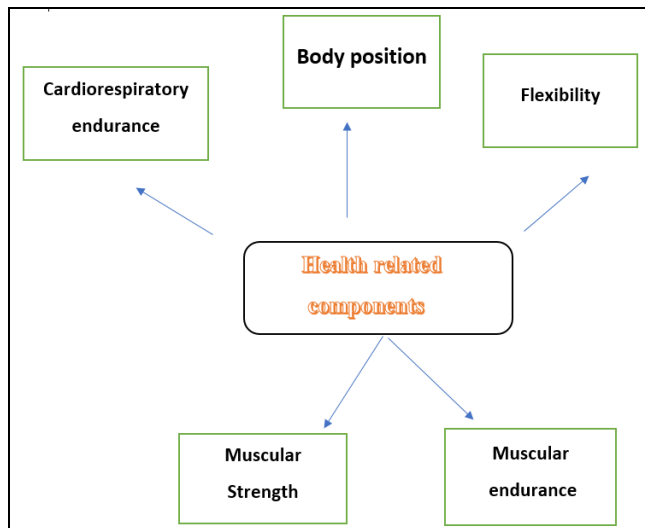 Body position
Cardiorespiratory
endurance
Flexibility
Health related
components
Muscular
Strength
Muscular
endurance